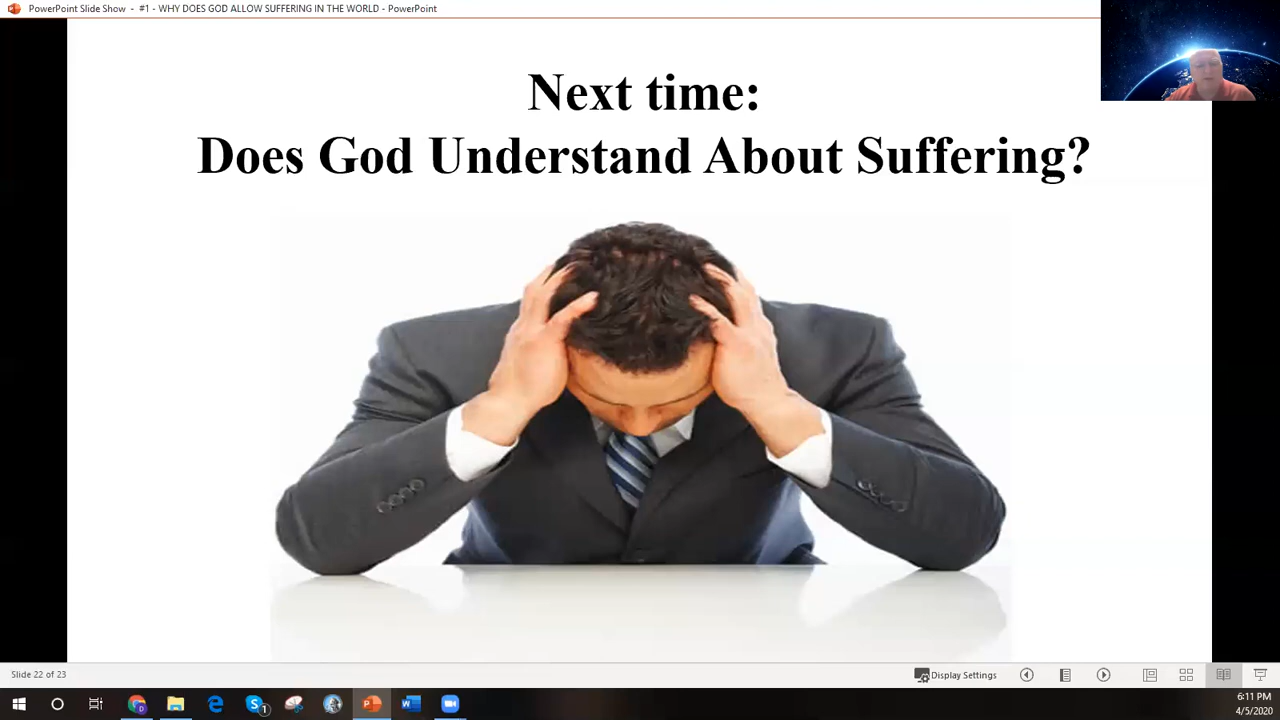 PowerPoint Slide Show - #1 - WHY DOES GOD ALLOW SUFFERING IN THE WORLD - PowerPoint
Next time:
Does God Understand About Suffering?
Slide 22 of 23
Display Settings
1
6:11 PM
4/5/2020